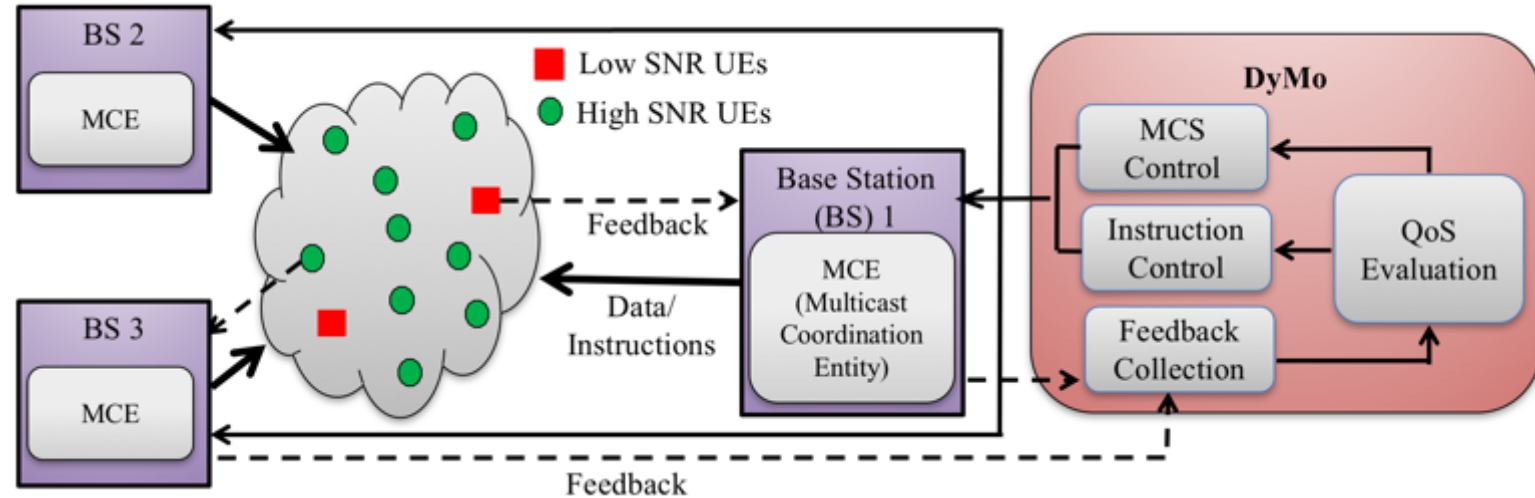 BS 2
MCE
Low SNR UEs
High SNR UEs
DyMo
MCS
Control
Instruction
Control
QoS
Evaluation
Feedback
Collection
Base Station
(BS) 1
MCE
(Multicast
Coordination
Entity)
Feedback
Data/
Instructions
BS 3
MCE
Feedback